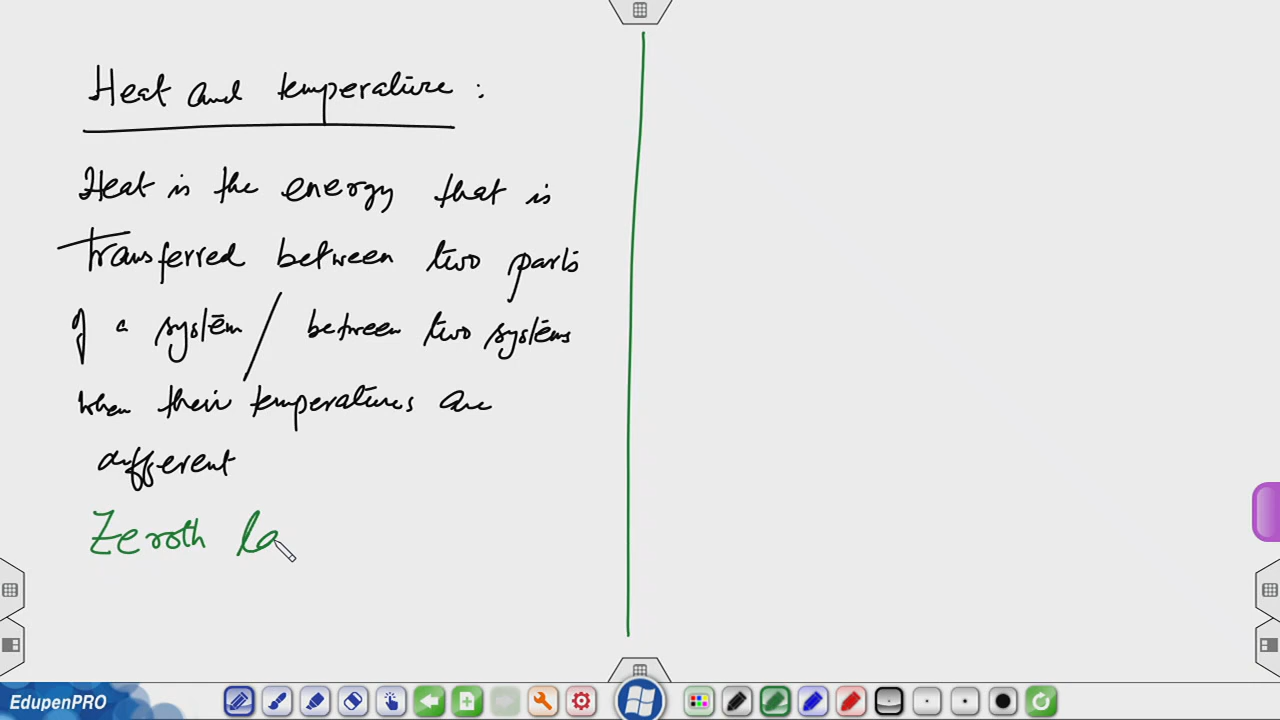 Heat and temperature :
Heat is the energy that is
transferred between two parts
of a system / between two systems
when their temperatures are
different
Zeroth la
EdupenPRO